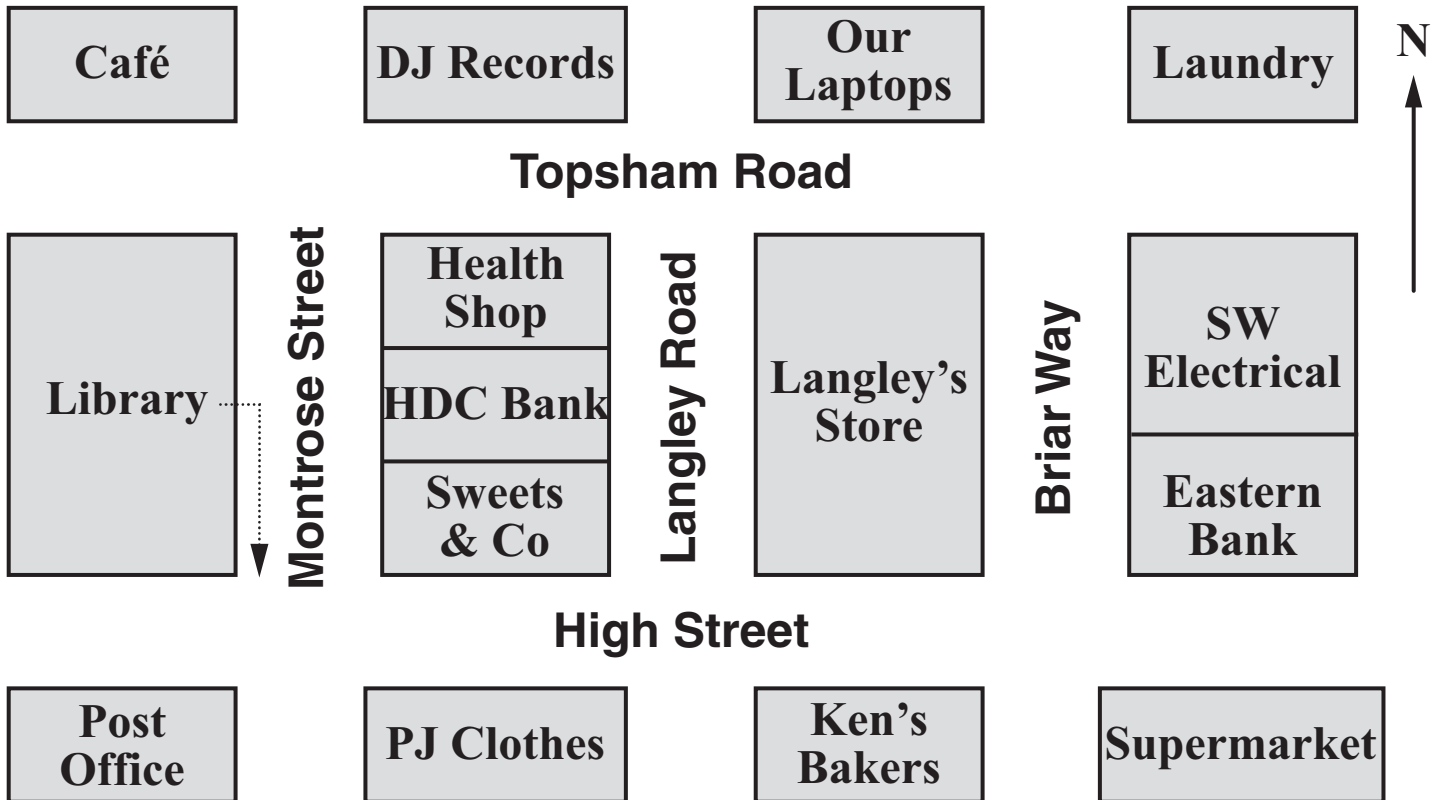 Café
DJ Records
Our
Laptops
Laundry
N
Topsham Road
Library
Montrose Street
Health
Shop
HDC Bank
Sweets
& Co
Langley Road
Langley’s
Store
Briar Way
SW
Electrical
Eastern
Bank
High Street
Post
Office
PJ Clothes
Ken’s
Bakers
Supermarket